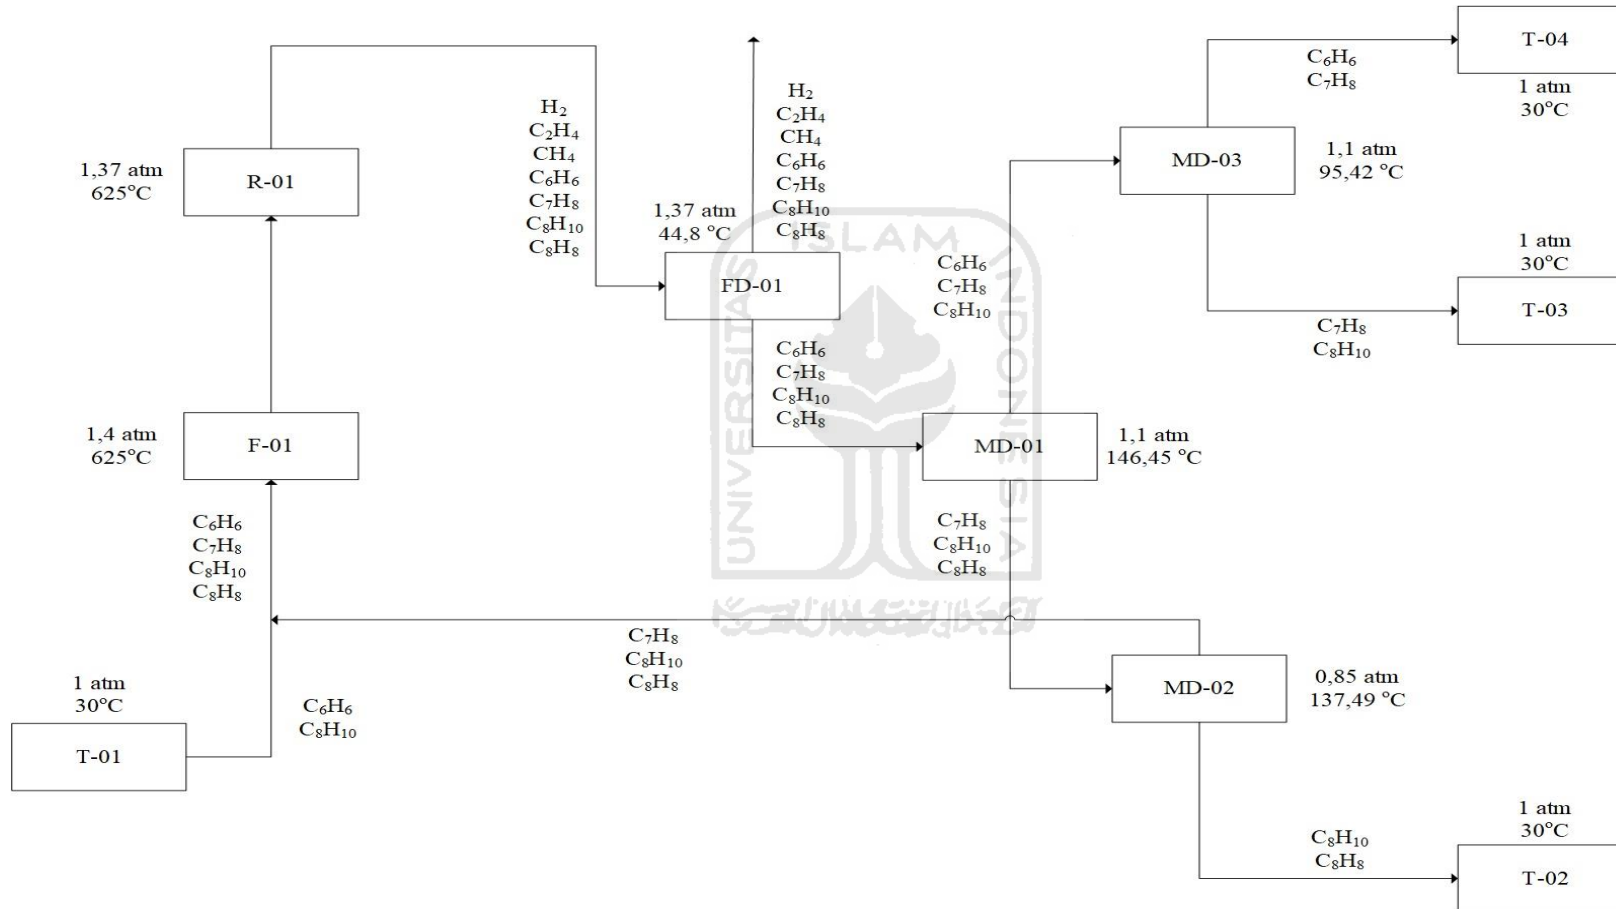 T-04
C₆H₆
C₇H₈
1 atm
30°C
H₂
C₂H₄
CH₄
C₆H₆
C₇H₈
C₈H₁₀
C₈H₈
H₂
C₂H₄
CH₄
C₆H₆
C₇H₈
C₈H₁₀
C₈H₈
1,37 atm
625°C
R-01
MD-03
1,1 atm
95,42 °C
1,37 atm
44,8 °C
FD-01
C₆H₆
C₇H₈
C₈H₁₀
1 atm
30°C
T-03
C₇H₈
C₈H₁₀
C₆H₆
C₇H₈
C₈H₁₀
C₈H₈
1,4 atm
625°C
F-01
MD-01
1,1 atm
146,45 °C
C₆H₆
C₇H₈
C₈H₁₀
C₈H₈
C₇H₈
C₈H₁₀
C₈H₈
C₇H₈
C₈H₁₀
C₈H₈
MD-02
0,85 atm
137,49 °C
1 atm
30°C
T-01
C₆H₆
C₈H₁₀
1 atm
30°C
C₈H₁₀
C₈H₈
T-02
UNIVERSITAS
ISLAM
INDONESIA